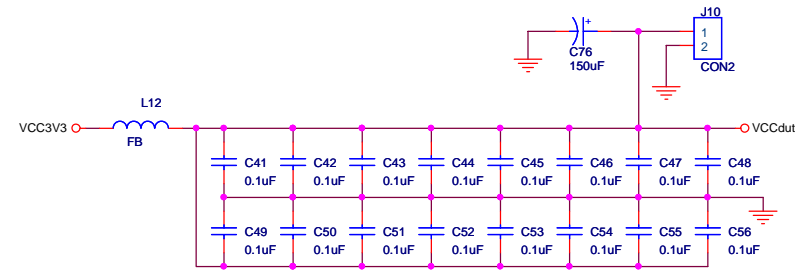 J10
+
1
C76
2
150uF
CON2
L12
VCC3V3
VCCdut
FB
C41 C42 C43 C44 C45 C46 C47 C48
0.1uF 0.1uF 0.1uF 0.1uF 0.1uF 0.1uF 0.1uF 0.1uF
C49 C50 C51 C52 C53 C54 C55 C56
0.1uF 0.1uF 0.1uF 0.1uF 0.1uF 0.1uF 0.1uF 0.1uF